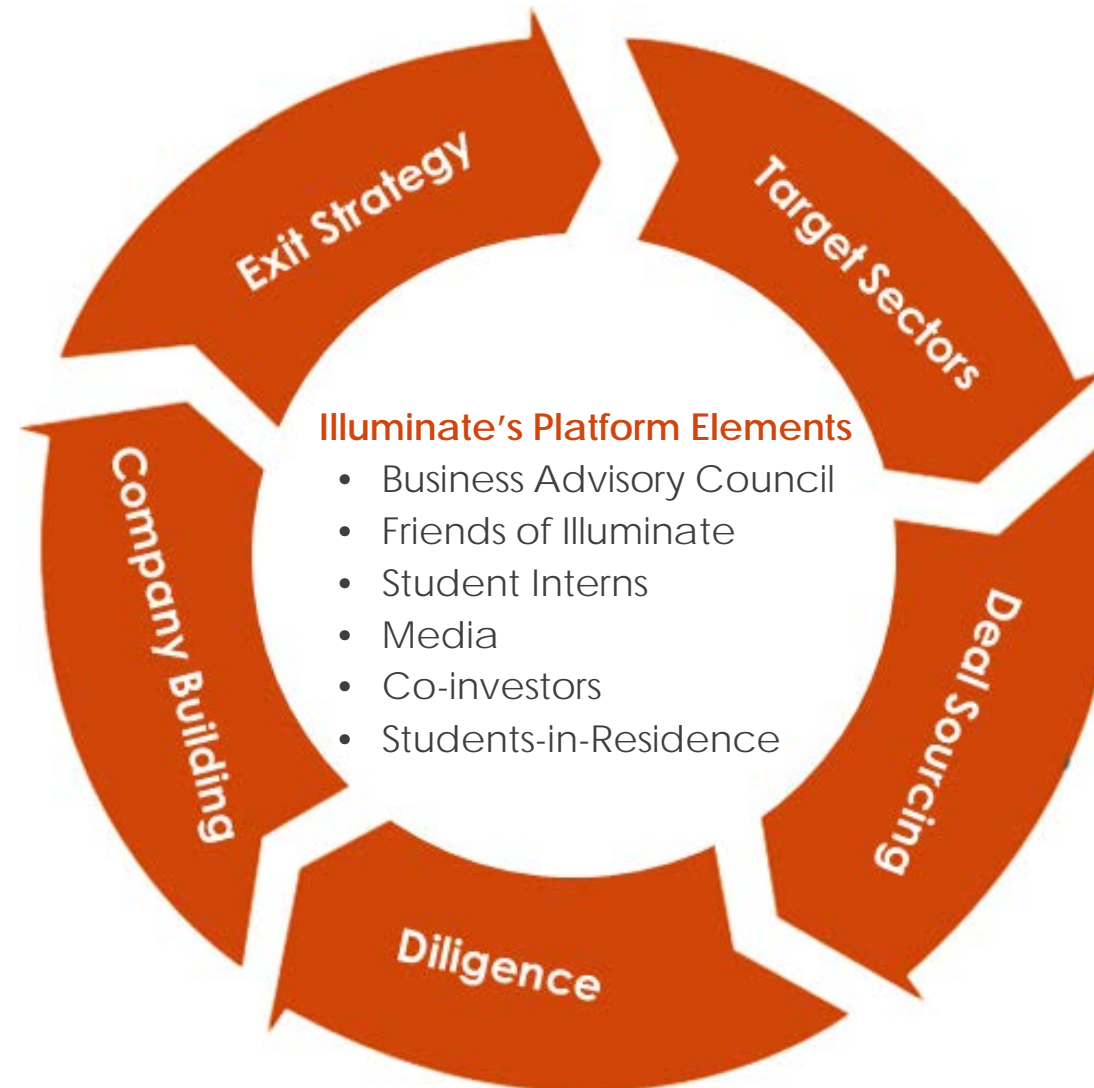 Exit Strategy
Target Sectors
Deal Sourcing
Diligence
Company Building
Illuminate's Platform Elements
• Business Advisory Council
• Friends of Illuminate
• Student Interns
• Media
• Co-investors
• Students-in-Residence